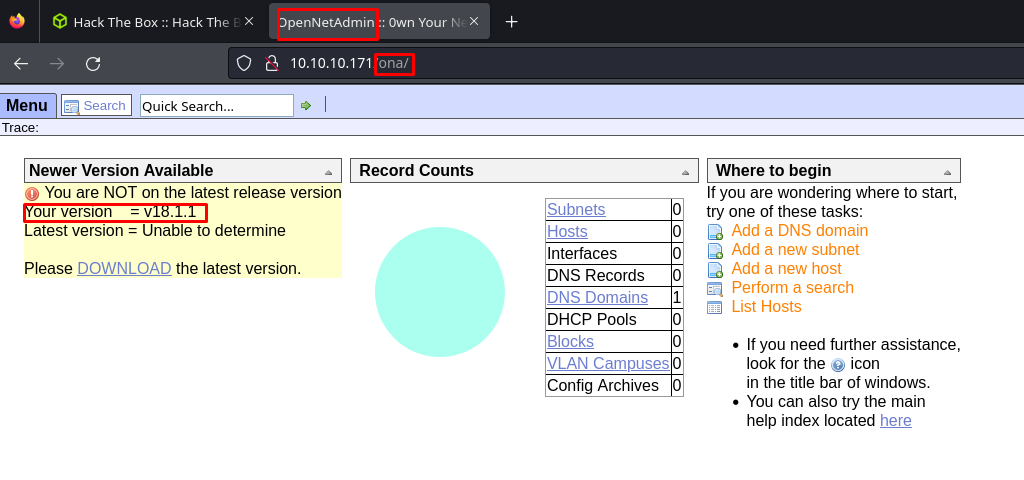 Hack The Box :: Hack The B
OpenNetAdmin :: 0wn Your Ne
10.10.10.171/ona/
Menu Search Quick Search...
Trace:
Newer Version Available
You are NOT on the latest release version
Your version = v18.1.1
Latest version = Unable to determine
Please DOWNLOAD the latest version.
Record Counts
Subnets 0
Hosts 0
Interfaces 0
DNS Records 0
DNS Domains 1
DHCP Pools 0
Blocks 0
VLAN Campuses 0
Config Archives 0
Where to begin
If you are wondering where to start,
try one of these tasks:
Add a DNS domain
Add a new subnet
Add a new host
Perform a search
List Hosts
• If you need further assistance,
look for the icon
in the title bar of windows.
• You can also try the main
help index located here